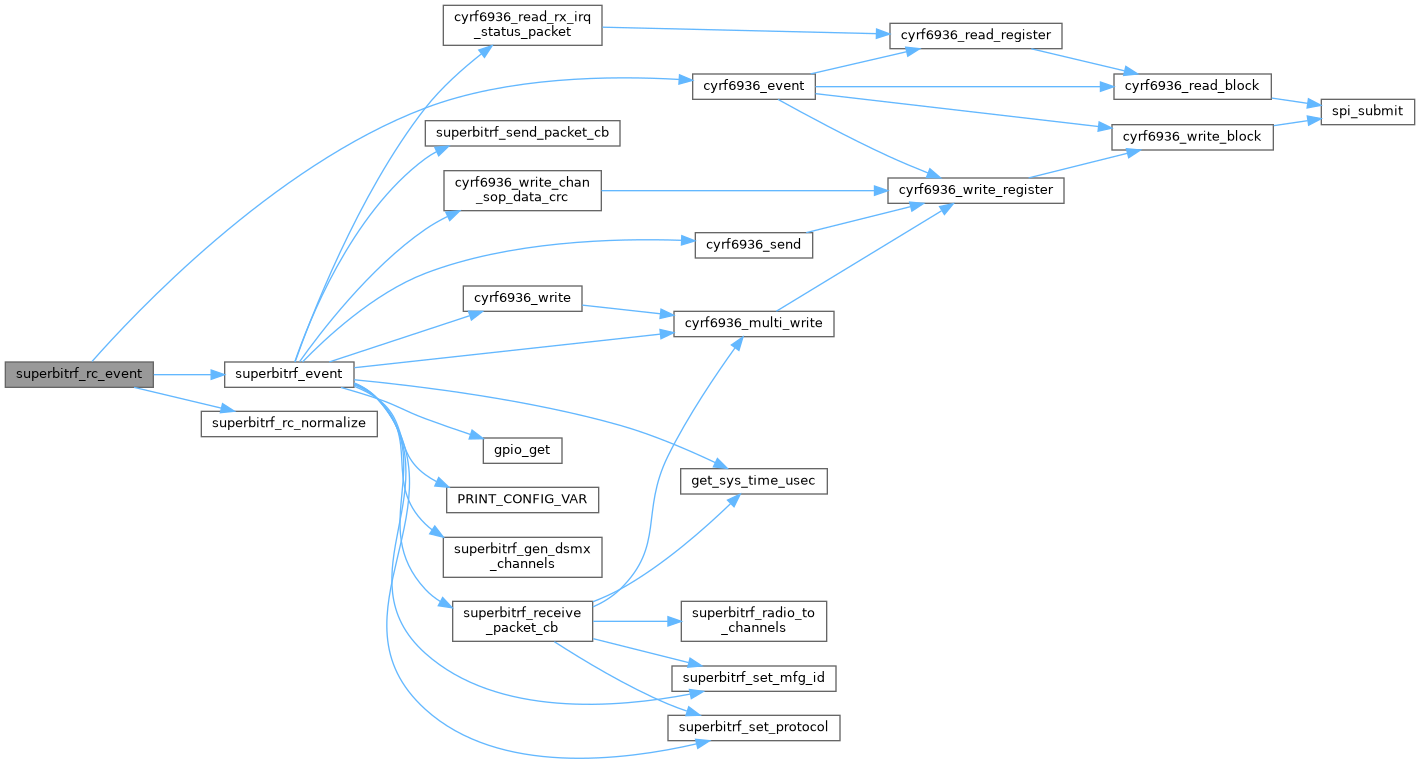 cyrf6936_read_rx_irq
_status_packet
cyrf6936_read_register
cyrf6936_event
cyrf6936_read_block
spi_submit
superbitrf_send_packet_cb
cyrf6936_write_block
cyrf6936_write_chan
_sop_data_crc
cyrf6936_write_register
cyrf6936_send
cyrf6936_write
cyrf6936_multi_write
superbitrf_rc_event
superbitrf_event
superbitrf_rc_normalize
gpio_get
get_sys_time_usec
PRINT_CONFIG_VAR
superbitrf_gen_dsmx
_channels
superbitrf_receive
_packet_cb
superbitrf_radio_to
_channels
superbitrf_set_mfg_id
superbitrf_set_protocol